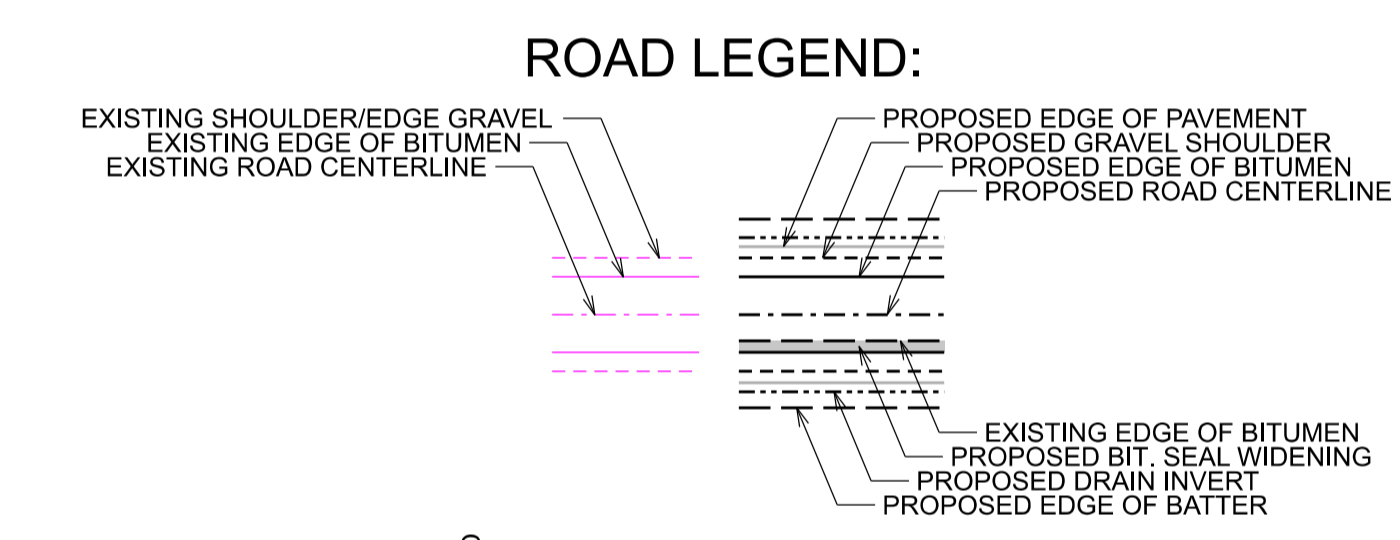 ROAD LEGEND:
EXISTING SHOULDER/EDGE GRAVEL
EXISTING EDGE OF BITUMEN
EXISTING ROAD CENTERLINE
PROPOSED EDGE OF PAVEMENT
PROPOSED GRAVEL SHOULDER
PROPOSED EDGE OF BITUMEN
PROPOSED ROAD CENTERLINE
EXISTING EDGE OF BITUMEN
PROPOSED BIT. SEAL WIDENING
PROPOSED DRAIN INVERT
PROPOSED EDGE OF BATTER